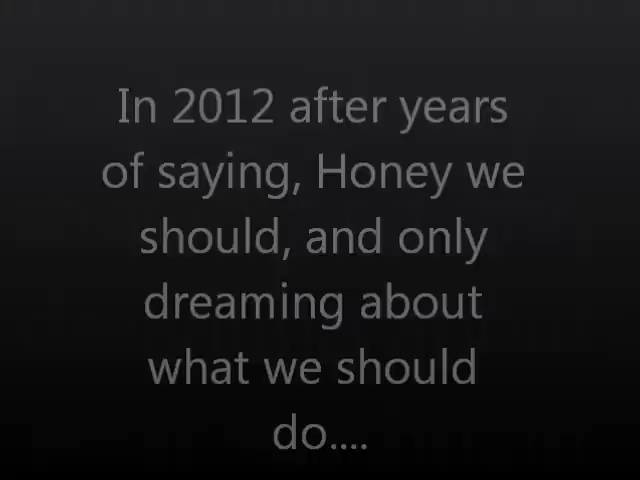 In 2012 after years
of saying, Honey we
should, and only
dreaming about
what we should
do....